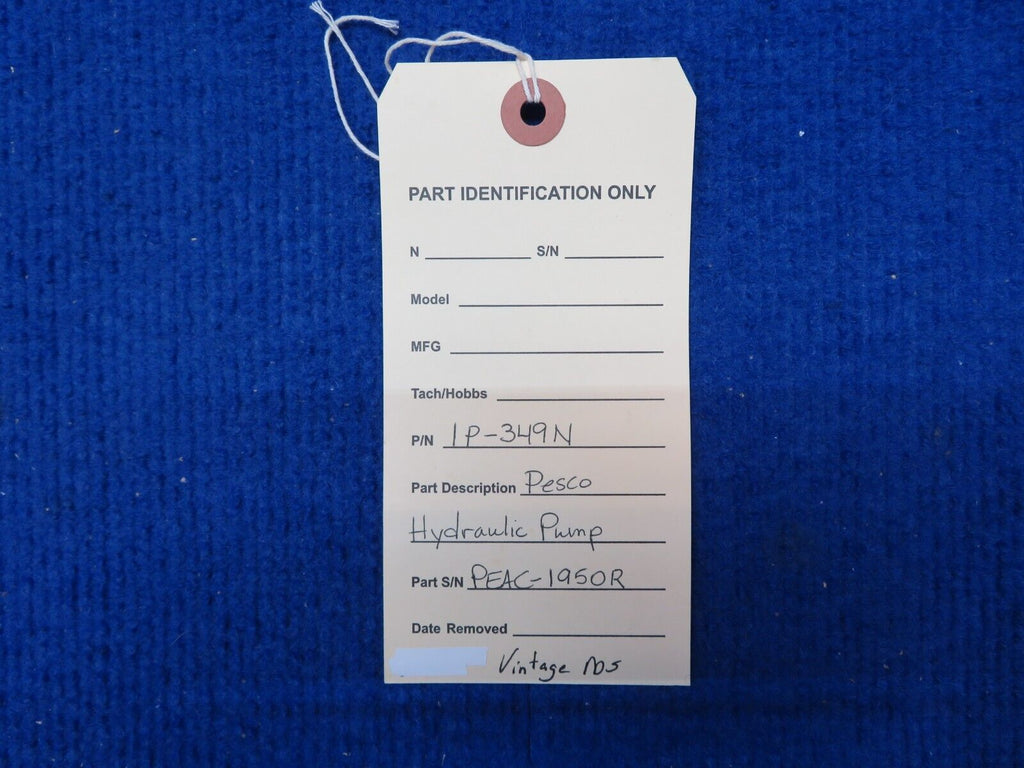 PART IDENTIFICATION ONLY
N S/N
Model
MFG
Tach/Hobbs
P/N 1P-349N
Part Description Pesco
Hydraulic Pump
Part S/N PEAC-1950R
Date Removed
Vintage NOS